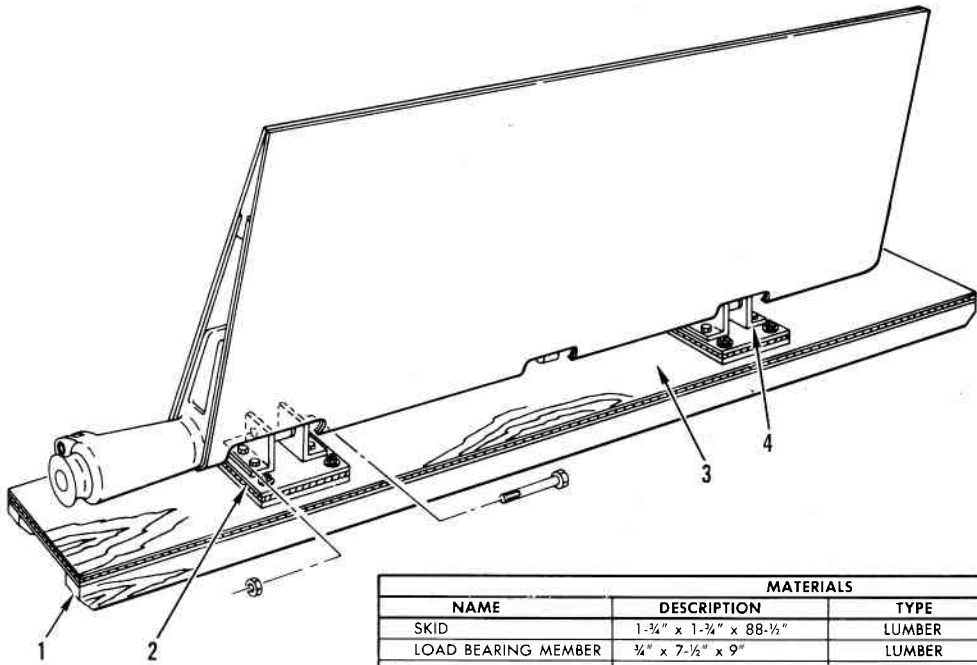 1
2
3
4
MATERIALS
NAME DESCRIPTION TYPE
SKID 1-¾" x 1-¾" x 88-½" LUMBER
LOAD BEARING MEMBER ¾" x 7-½" x 9" LUMBER